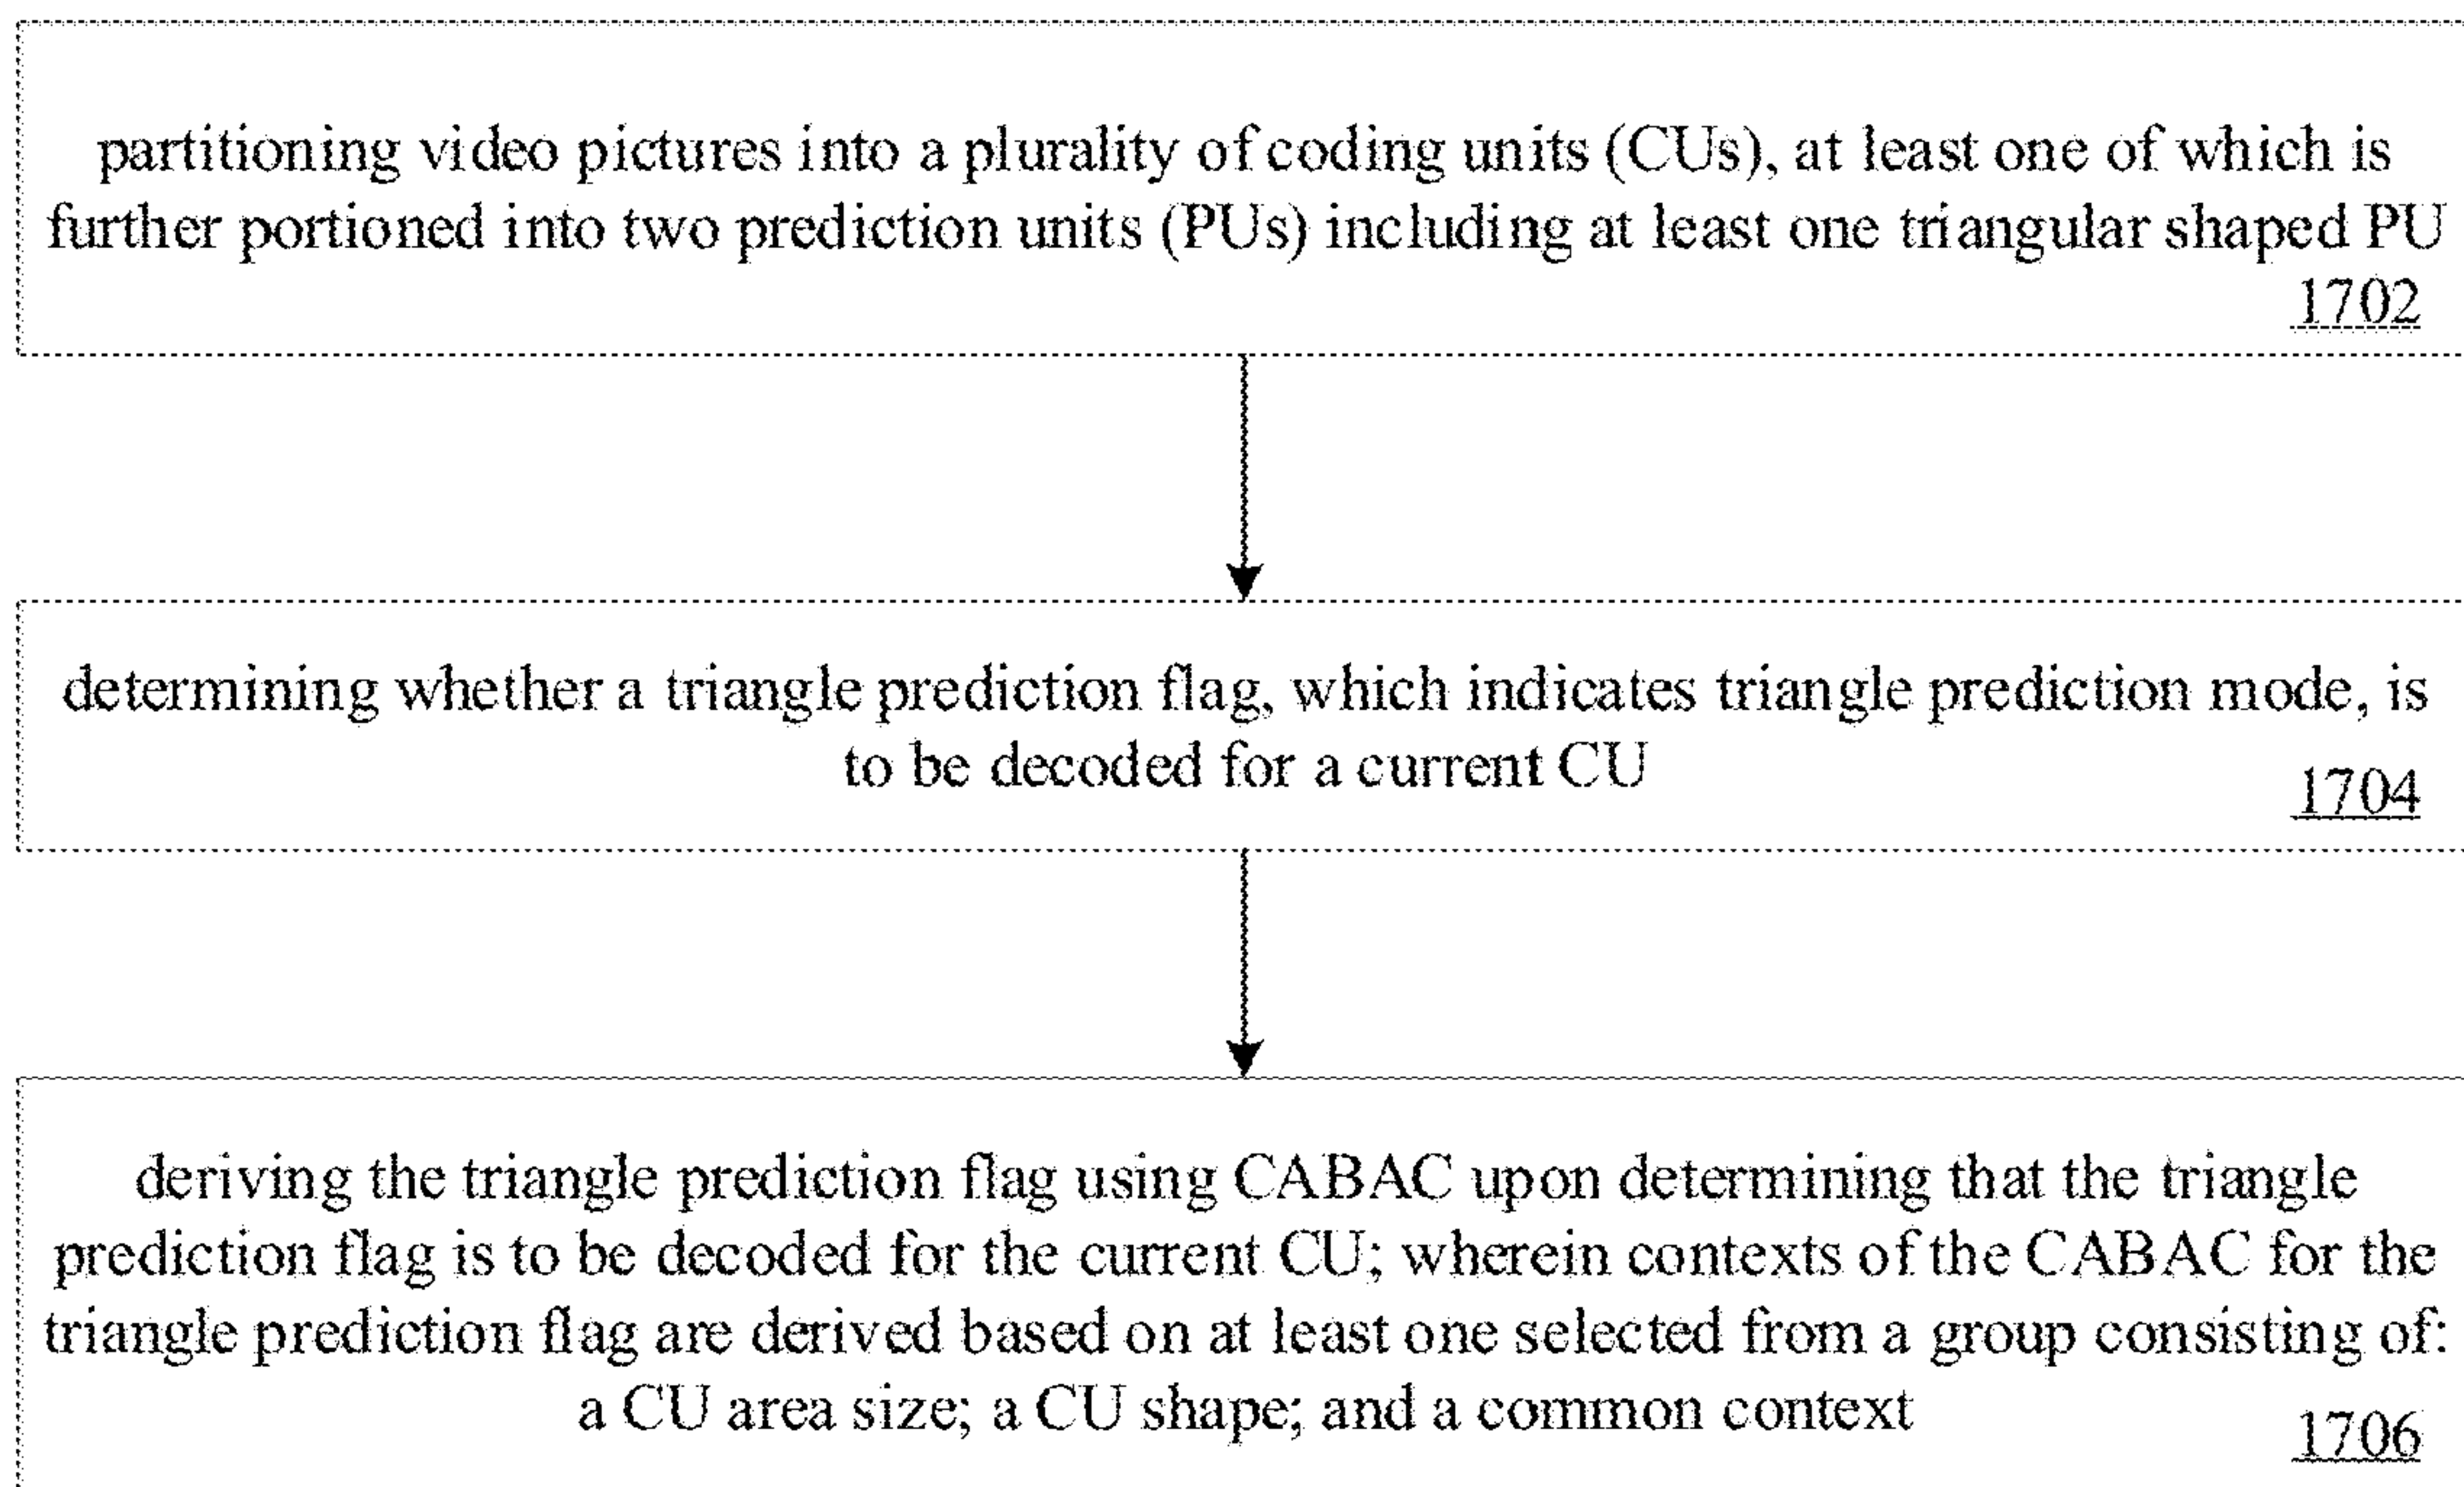 partitioning video pictures into a plurality of coding units (CUs), at least one of which is
further portioned into two prediction units (PUs) including at least one triangular shaped PU
1702
determining whether a triangle prediction flag, which indicates triangle prediction mode, is
to be decoded for a current CU
1704
deriving the triangle prediction flag using CABAC upon determining that the triangle
prediction flag is to be decoded for the current CU; wherein contexts of the CABAC for the
triangle prediction flag are derived based on at least one selected from a group consisting of:
a CU area size; a CU shape; and a common context
1706